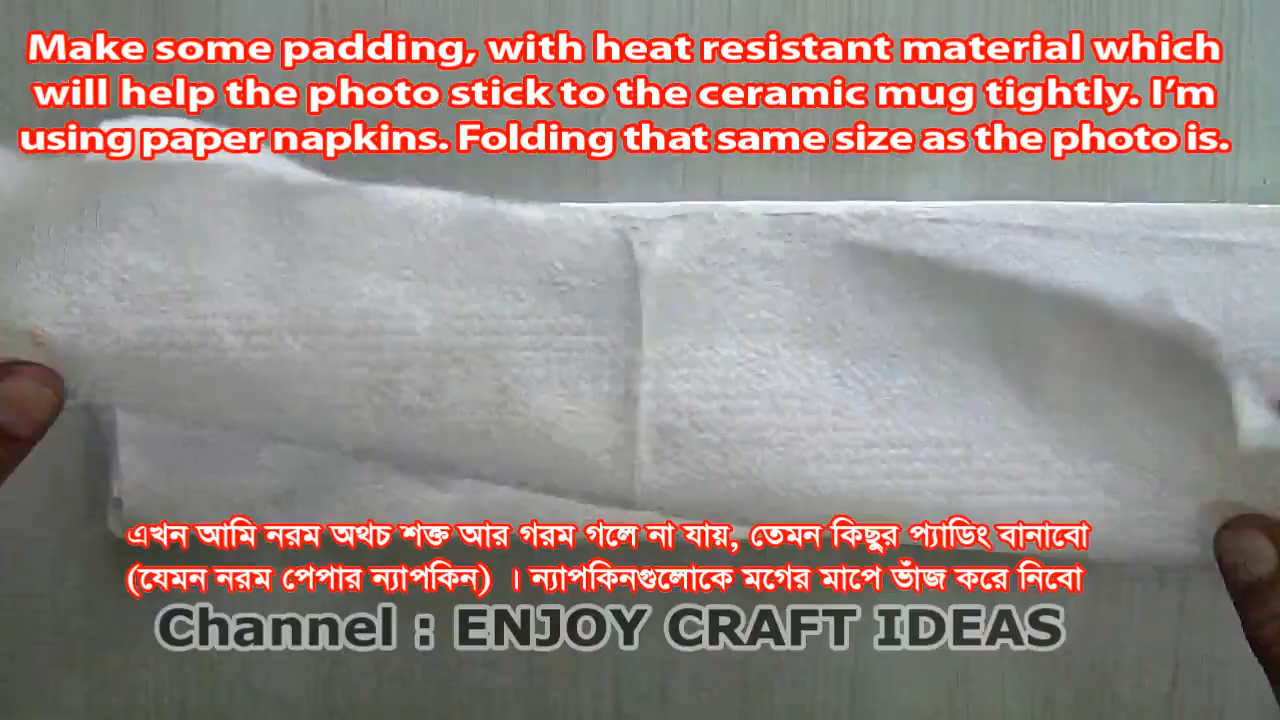 Make some padding, with heat resistant material which
will help the photo stick to the ceramic mug tightly. I’m
using paper napkins. Folding that same size as the photo is.
এখন আমি নরম অথচ শক্ত আর গরম গলে না যায়, তেমন কিছুর প্যাডিং বানাবো
(যেমন নরম পেপার ন্যাপকিন) । ন্যাপকিনগুলোকে মগের মাপে ভাঁজ করে নিবো
Channel : ENJOY CRAFT IDEAS